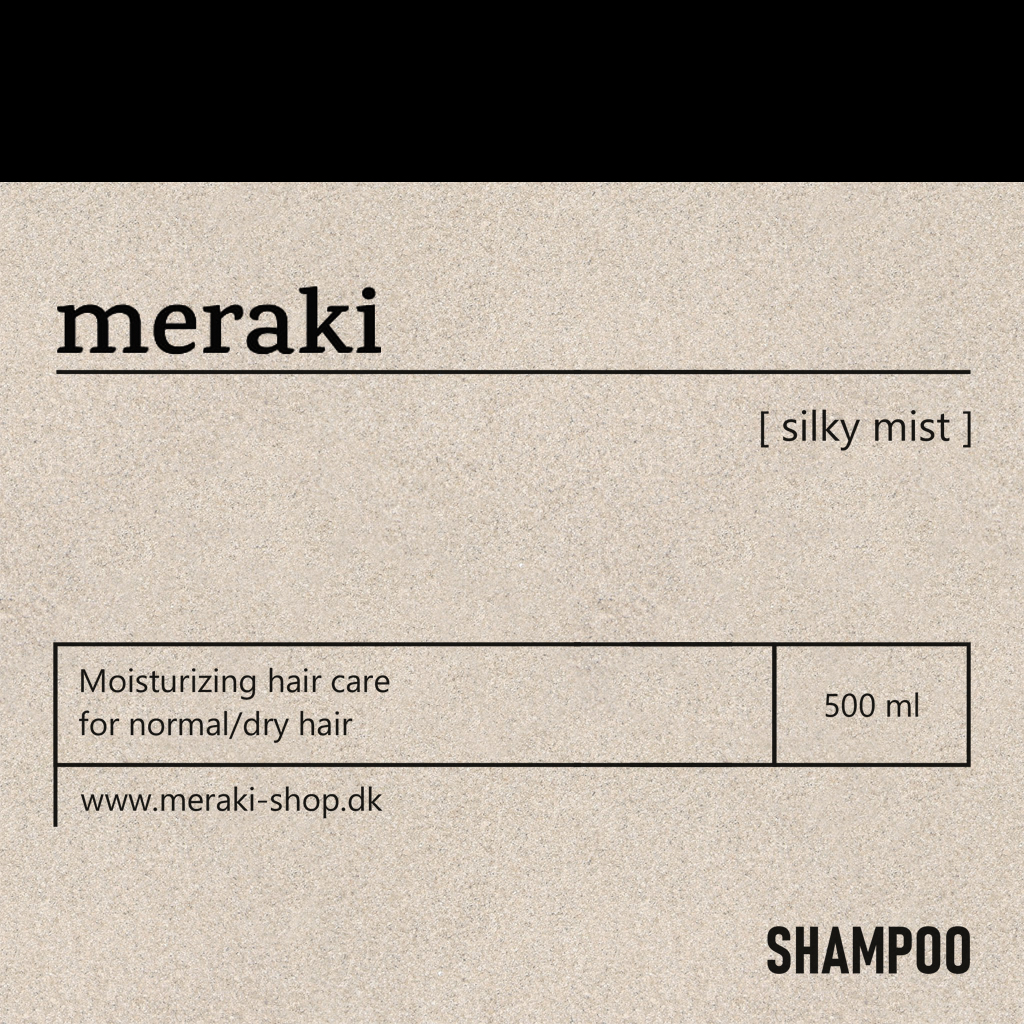 meraki
[ silky mist ]
Moisturizing hair care
for normal/dry hair
500 ml
www.meraki-shop.dk
SHAMPOO